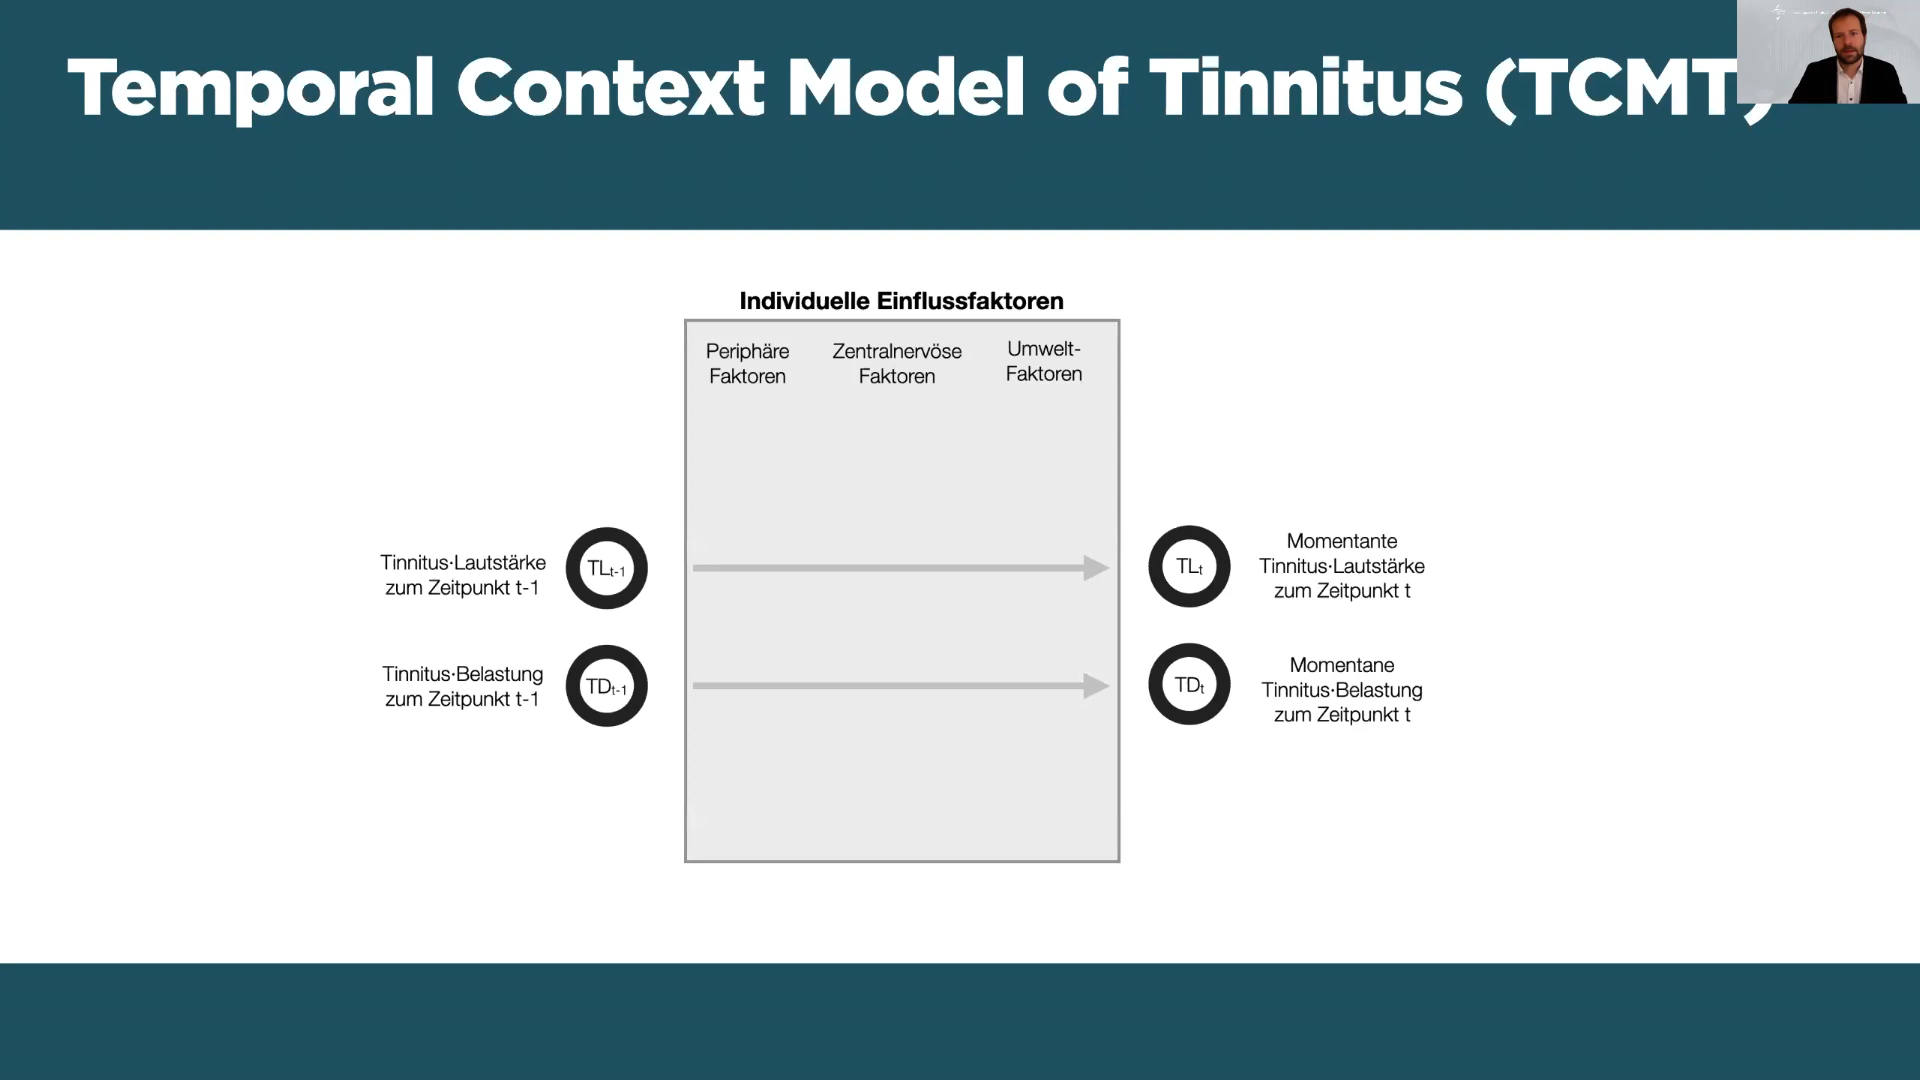 Temporal Context Model of Tinnitus (TCMT)
Individuelle Einflussfaktoren
Periphäre
Faktoren
Zentralnervöse
Faktoren
Umwelt-
Faktoren
Tinnitus·Lautstärke
zum Zeitpunkt t-1
TLt-1
TLt
Momentante
Tinnitus·Lautstärke
zum Zeitpunkt t
Tinnitus·Belastung
zum Zeitpunkt t-1
TDt-1
TDt
Momentane
Tinnitus·Belastung
zum Zeitpunkt t